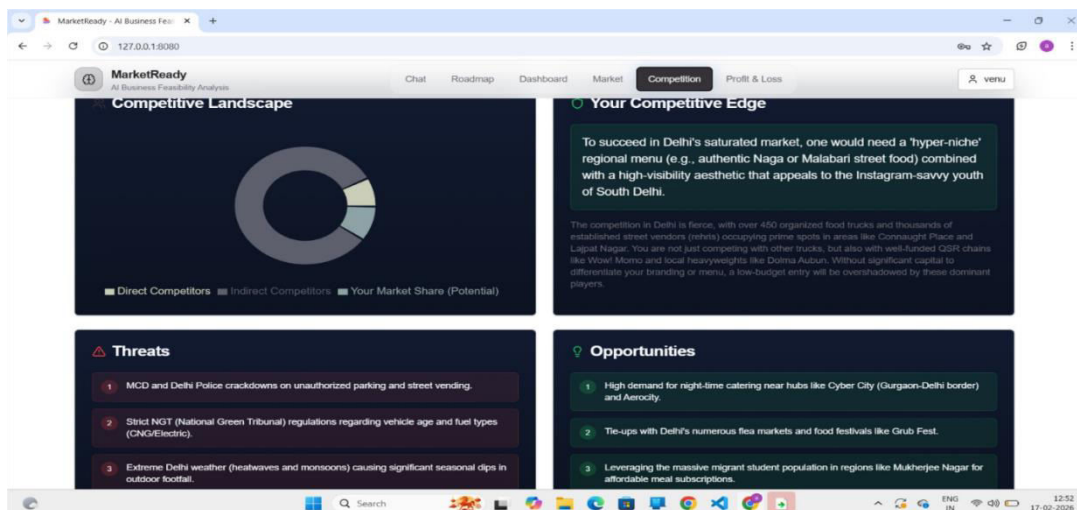 MarketReady - AI Business Feas
127.0.0.1:8080
MarketReady
AI Business Feasibility Analysis
Chat
Roadmap
Dashboard
Market
Competition
Profit & Loss
venu
Competitive Landscape
Direct Competitors
Indirect Competitors
Your Market Share (Potential)
Your Competitive Edge
To succeed in Delhi's saturated market, one would need a 'hyper-niche'
regional menu (e.g., authentic Naga or Malabari street food) combined
with a high-visibility aesthetic that appeals to the Instagram-savvy youth
of South Delhi.
The competition in Delhi is fierce, with over 450 organized food trucks and thousands of
established street vendors (rehris) occupying prime spots in areas like Connaught Place and
Lajpat Nagar. You are not just competing with other trucks, but also with well-funded QSR chains
like Wow! Momo and local heavyweights like Dolma Aubun. Without significant capital to
differentiate your branding or menu, a low-budget entry will be overshadowed by these dominant
players.
Threats
1 MCD and Delhi Police crackdowns on unauthorized parking and street vending.
2 Strict NGT (National Green Tribunal) regulations regarding vehicle age and fuel types
(CNG/Electric).
3 Extreme Delhi weather (heatwaves and monsoons) causing significant seasonal dips in
outdoor footfall.
Opportunities
1 High demand for night-time catering near hubs like Cyber City (Gurgaon-Delhi border)
and Aerocity.
2 Tie-ups with Delhi's numerous flea markets and food festivals like Grub Fest.
3 Leveraging the massive migrant student population in regions like Mukherjee Nagar for
affordable meal subscriptions.
Search
ENG
IN
12:52
17-02-2026